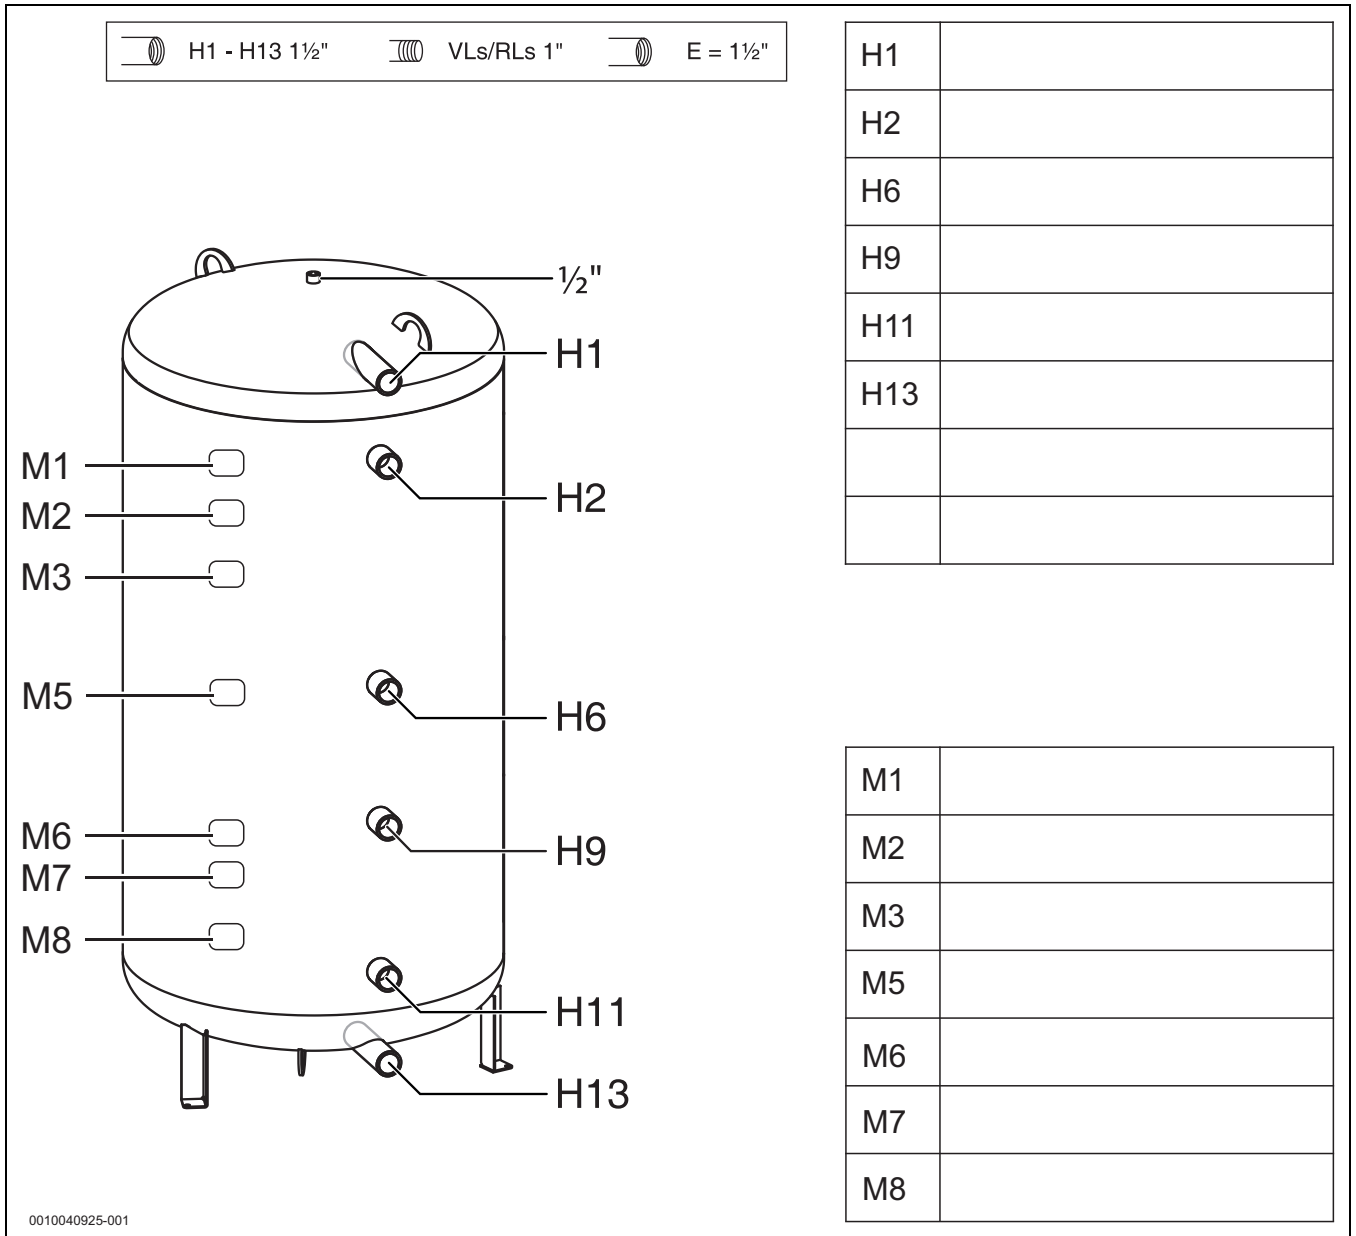 H1 - H13 1½" VLs/RLs 1" E = 1½"
½"
H1
H2
H6
H9
H11
H13
M1
M2
M3
M5
M6
M7
M8
H1
H2
H6
H9
H11
H13
M1
M2
M3
M5
M6
M7
M8
0010040925-001